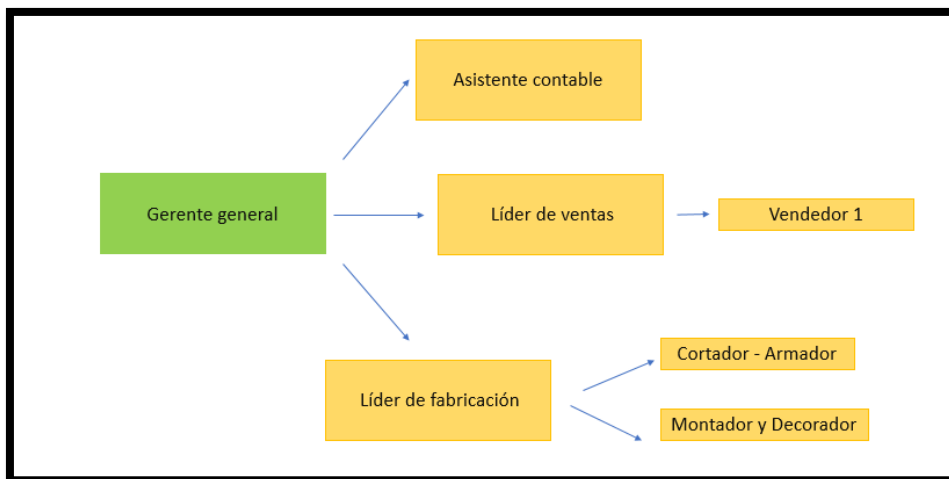 Asistente contable
Gerente general
Líder de ventas
Vendedor 1
Líder de fabricación
Cortador - Armador
Montador y Decorador